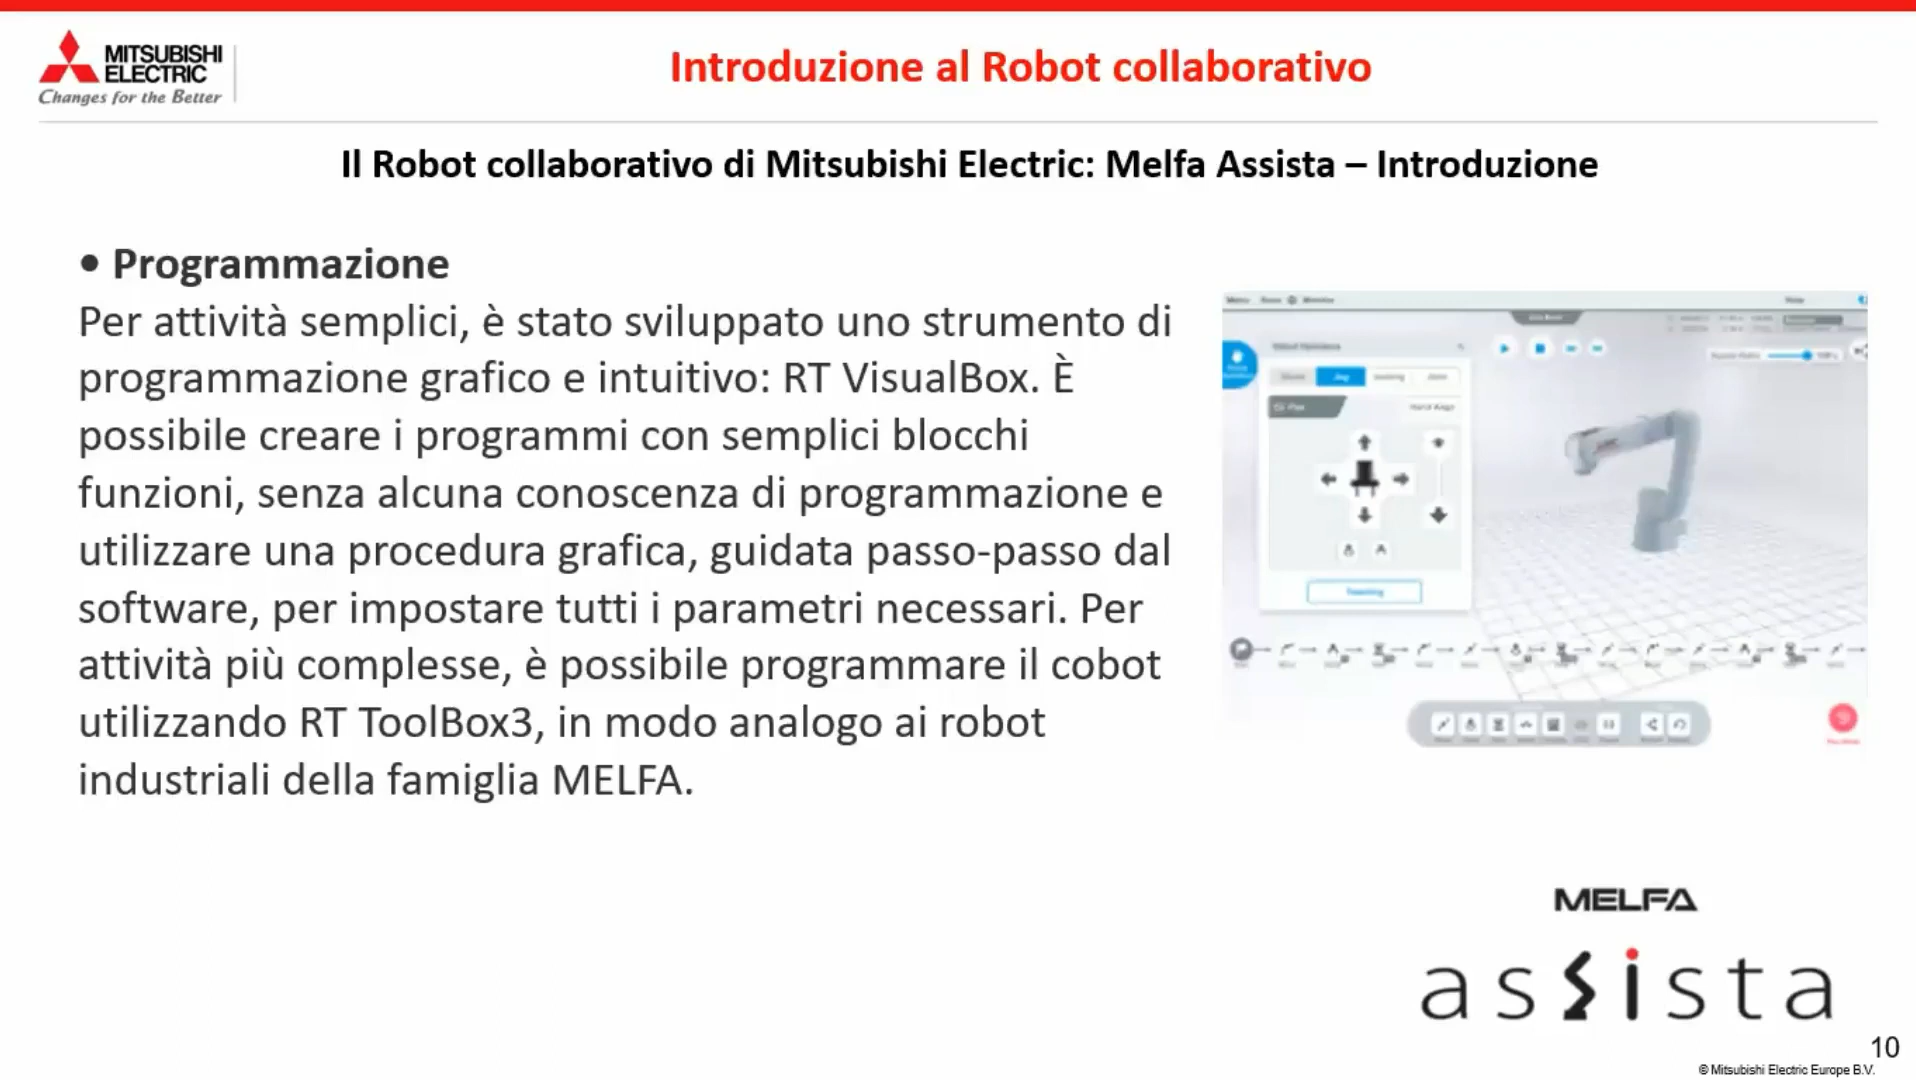 MITSUBISHI
ELECTRIC
Changes for the Better
Introduzione al Robot collaborativo
Il Robot collaborativo di Mitsubishi Electric: Melfa Assista – Introduzione
• Programmazione
Per attività semplici, è stato sviluppato uno strumento di
programmazione grafico e intuitivo: RT VisualBox. È
possibile creare i programmi con semplici blocchi
funzioni, senza alcuna conoscenza di programmazione e
utilizzare una procedura grafica, guidata passo-passo dal
software, per impostare tutti i parametri necessari. Per
attività più complesse, è possibile programmare il cobot
utilizzando RT ToolBox3, in modo analogo ai robot
industriali della famiglia MELFA.
Jog
Teaching
MELFA
assista
10
© Mitsubishi Electric Europe B.V.